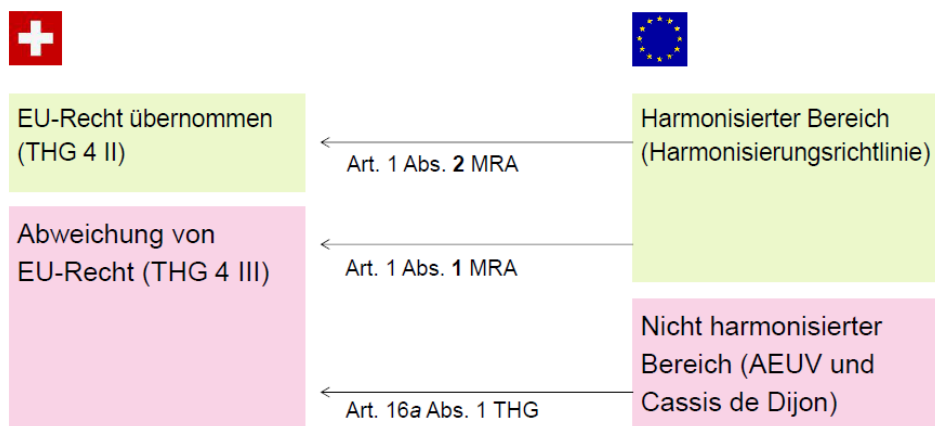 EU-Recht übernommen
(THG 4 II)
Harmonisierter Bereich
(Harmonisierungsrichtlinie)
Art. 1 Abs. 2 MRA
Abweichung von
EU-Recht (THG 4 III)
Art. 1 Abs. 1 MRA
Nicht harmonisierter
Bereich (AEUV und
Cassis de Dijon)
Art. 16a Abs. 1 THG